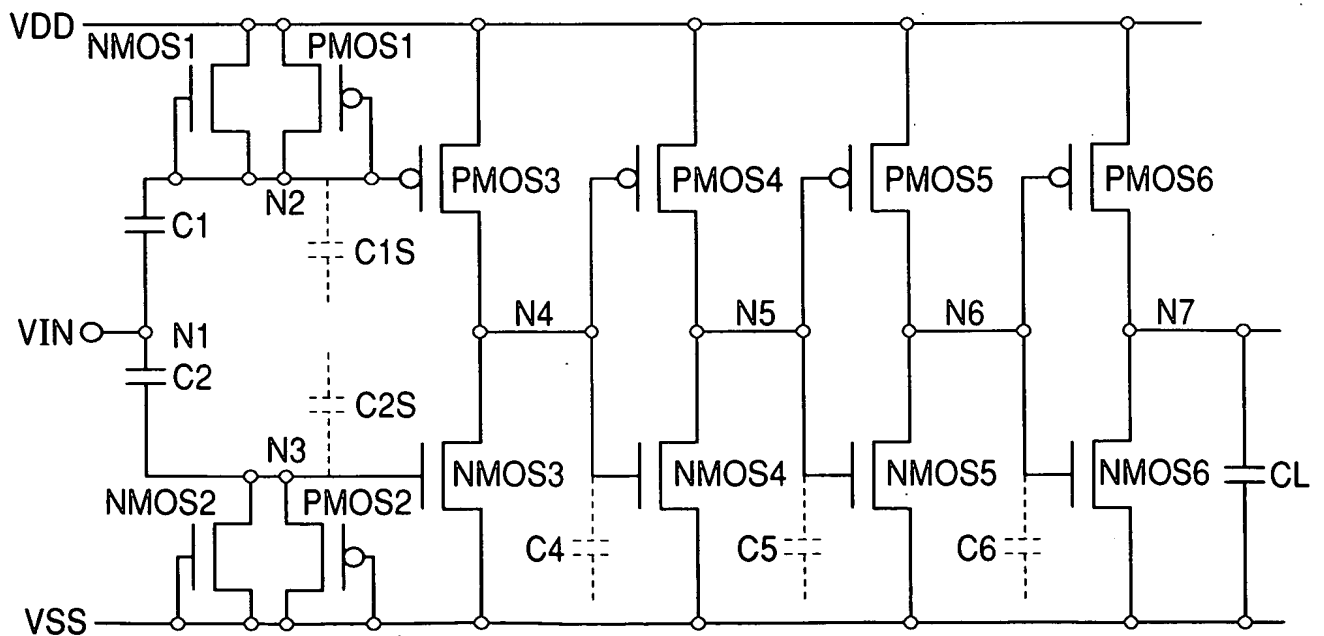 VDD
NMOS1 PMOS1
PMOS3 PMOS4 PMOS5 PMOS6
N2
C1 C1S
VIN N1 N4 N5 N6 N7
C2 C2S
N3 NMOS3 NMOS4 NMOS5 NMOS6 CL
NMOS2 PMOS2
C4 C5 C6
VSS